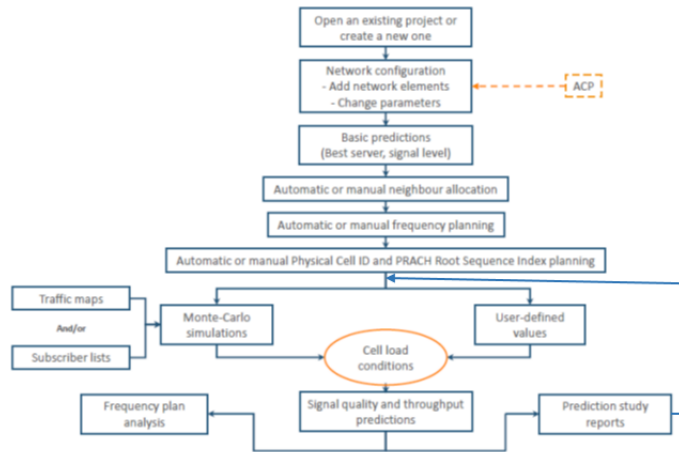 Open an existing project or
create a new one
Network configuration
- Add network elements
- Change parameters
ACP
Basic predictions
(Best server, signal level)
Automatic or manual neighbour allocation
Automatic or manual frequency planning
Automatic or manual Physical Cell ID and PRACH Root Sequence Index planning
Traffic maps
And/or
Subscriber lists
Monte-Carlo
simulations
User-defined
values
Cell load
conditions
Frequency plan
analysis
Signal quality and throughput
predictions
Prediction study
reports